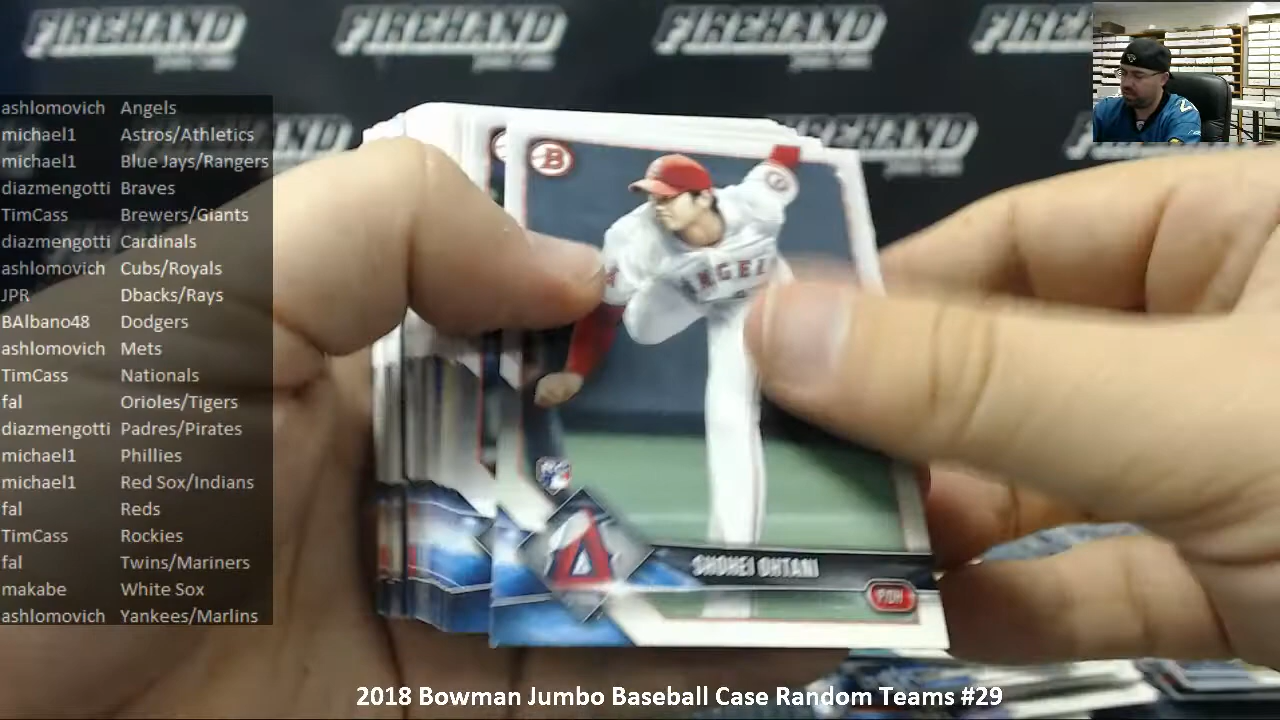 FIREHAND
FIREHAND
FIREHAND
ashlomovich Angels
michael1 Astros/Athletics
michael1 Blue Jays/Rangers
diazmengotti Braves
TimCass Brewers/Giants
diazmengotti Cardinals
ashlomovich Cubs/Royals
JPR Dbacks/Rays
BAlbano48 Dodgers
ashlomovich Mets
TimCass Nationals
fal Orioles/Tigers
diazmengotti Padres/Pirates
michael1 Phillies
michael1 Red Sox/Indians
fal Reds
TimCass Rockies
fal Twins/Mariners
makabe White Sox
ashlomovich Yankees/Marlins
B
SHOHEI OHTANI
P/DH
2018 Bowman Jumbo Baseball Case Random Teams #29